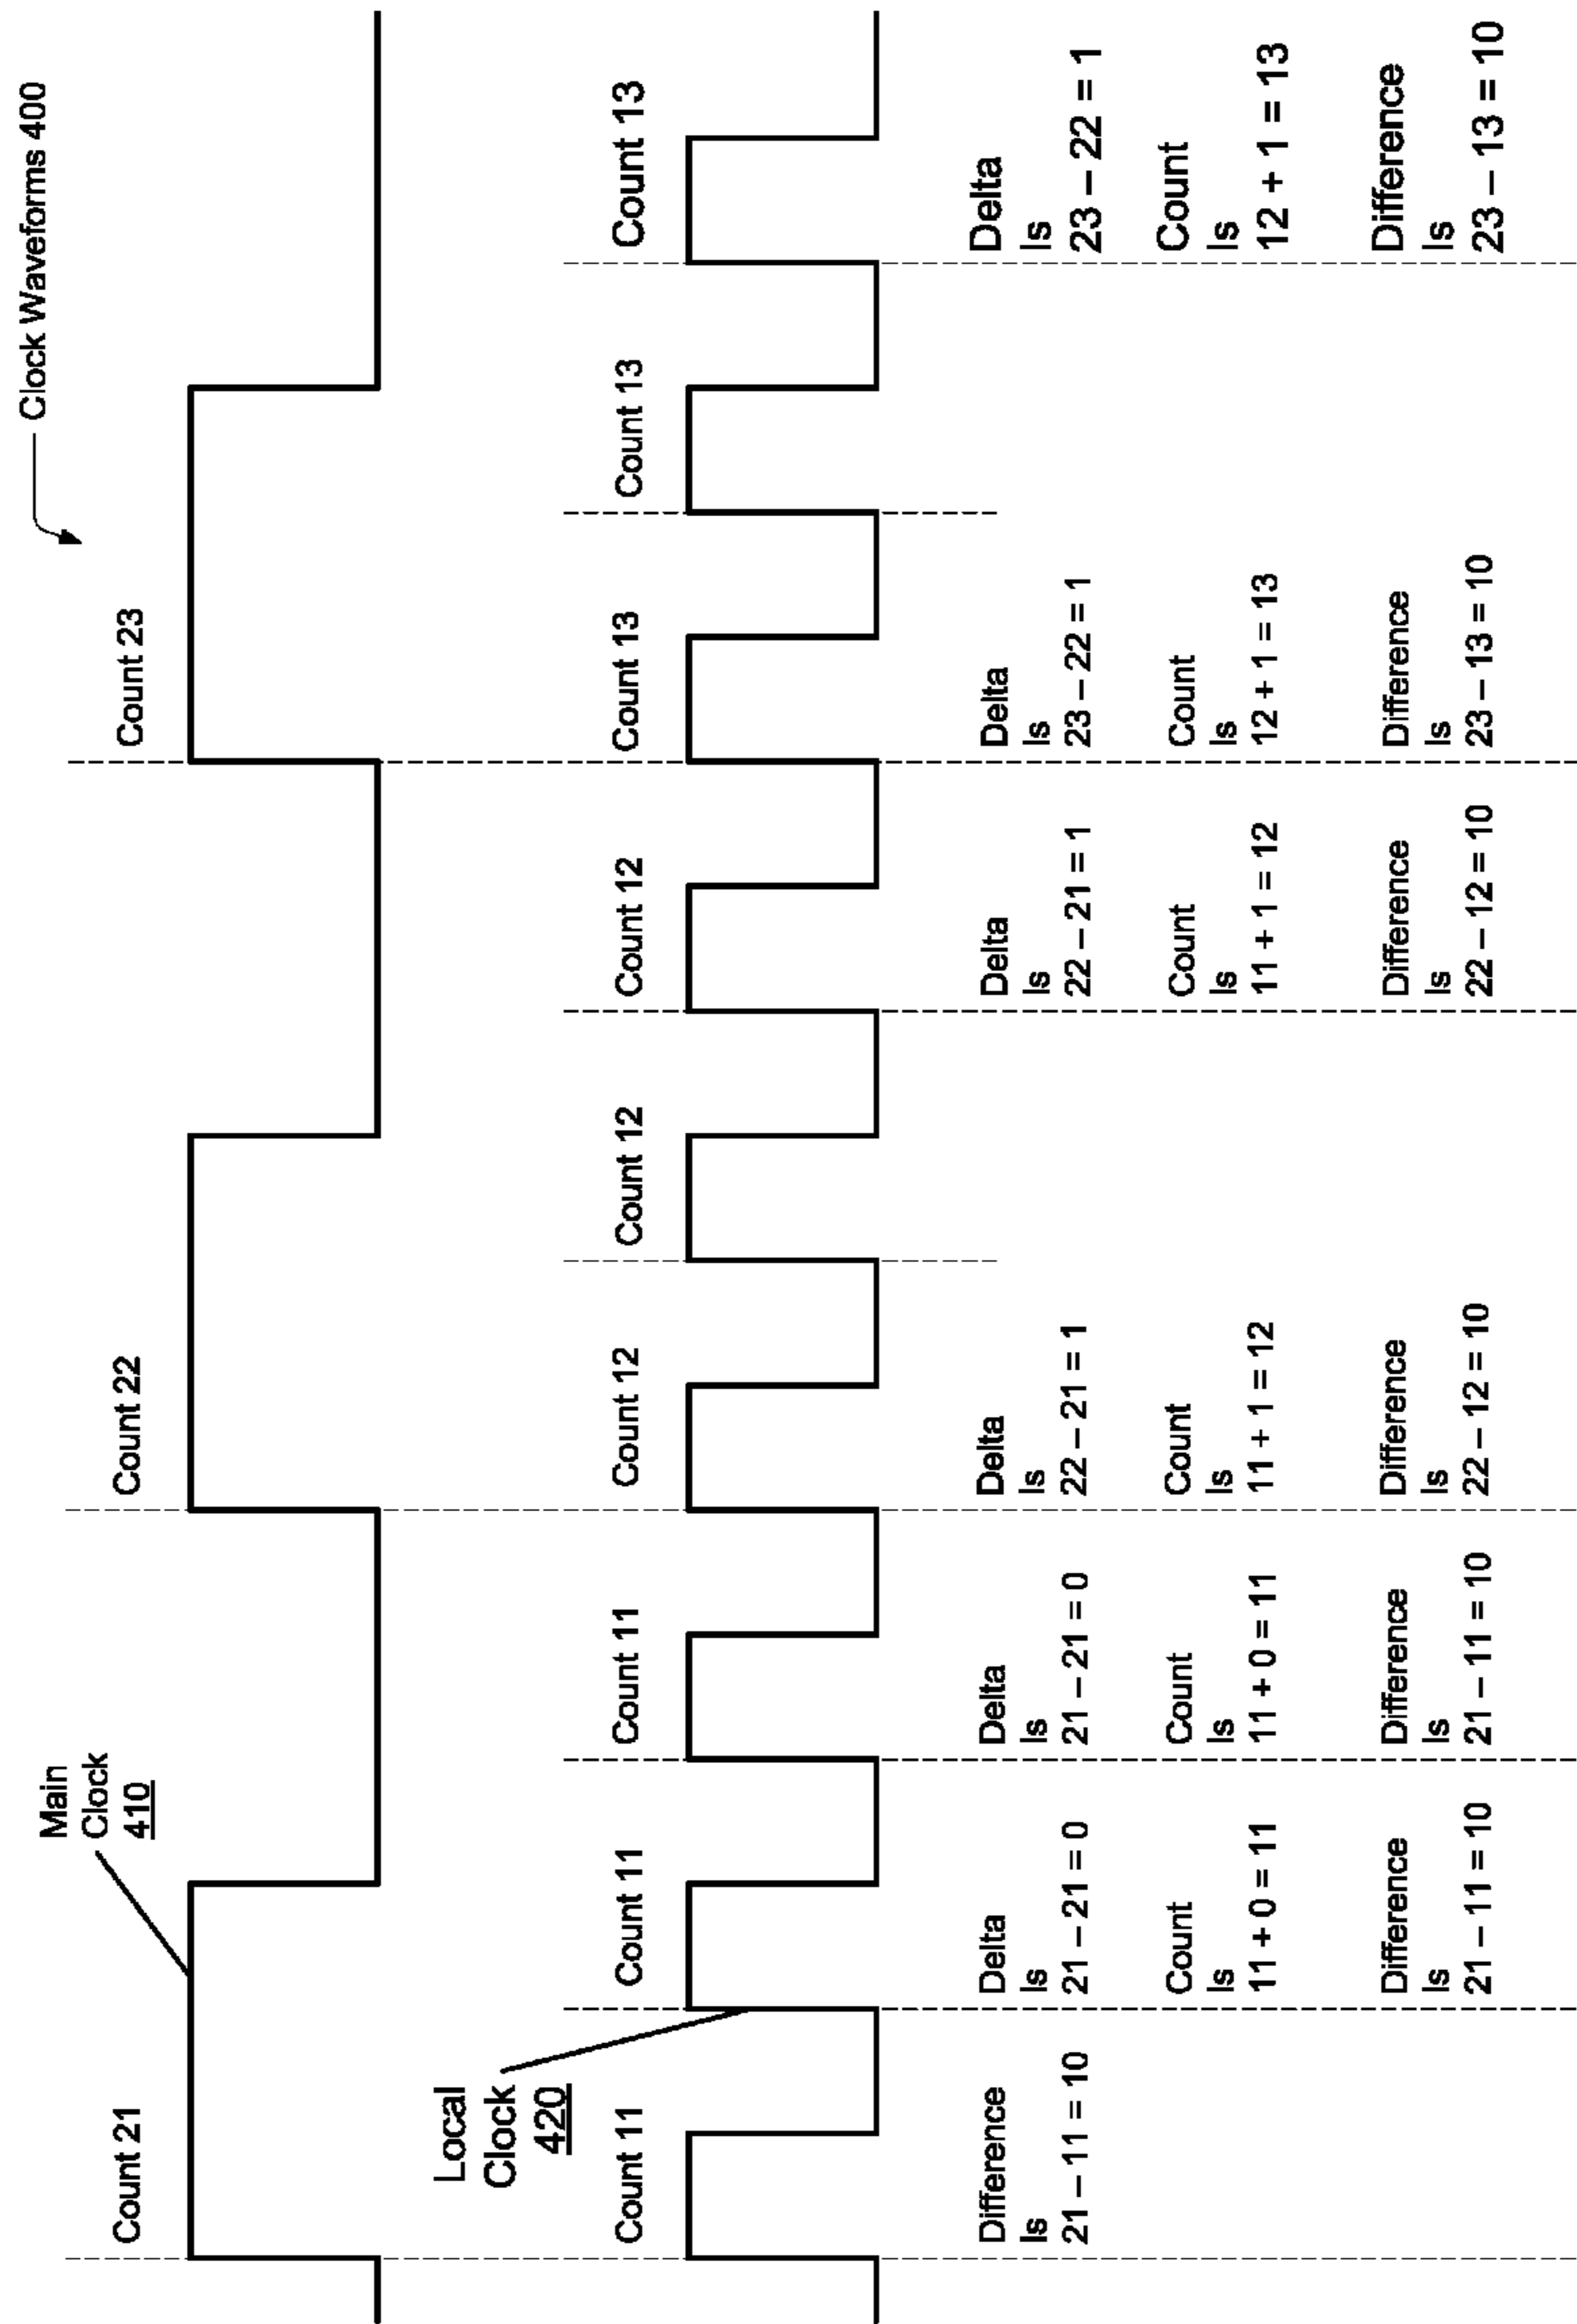 Clock Waveforms 400
Main
Clock
410
Count 21
Count 22
Count 23
Local
Clock
420
Count 11
Count 11
Count 11
Count 12
Count 12
Count 12
Count 13
Count 13
Count 13
Difference
Is
21 – 11 = 10
Delta
Is
21 – 21 = 0
Count
Is
11 + 0 = 11
Difference
Is
21 – 11 = 10
Delta
Is
21 – 21 = 0
Count
Is
11 + 0 = 11
Difference
Is
21 – 11 = 10
Delta
Is
22 – 21 = 1
Count
Is
11 + 1 = 12
Difference
Is
22 – 12 = 10
Delta
Is
22 – 21 = 1
Count
Is
11 + 1 = 12
Difference
Is
22 – 12 = 10
Delta
Is
23 – 22 = 1
Count
Is
12 + 1 = 13
Difference
Is
23 – 13 = 10
Delta
Is
23 – 22 = 1
Count
Is
12 + 1 = 13
Difference
Is
23 – 13 = 10